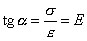 tg α = σ/ε = E